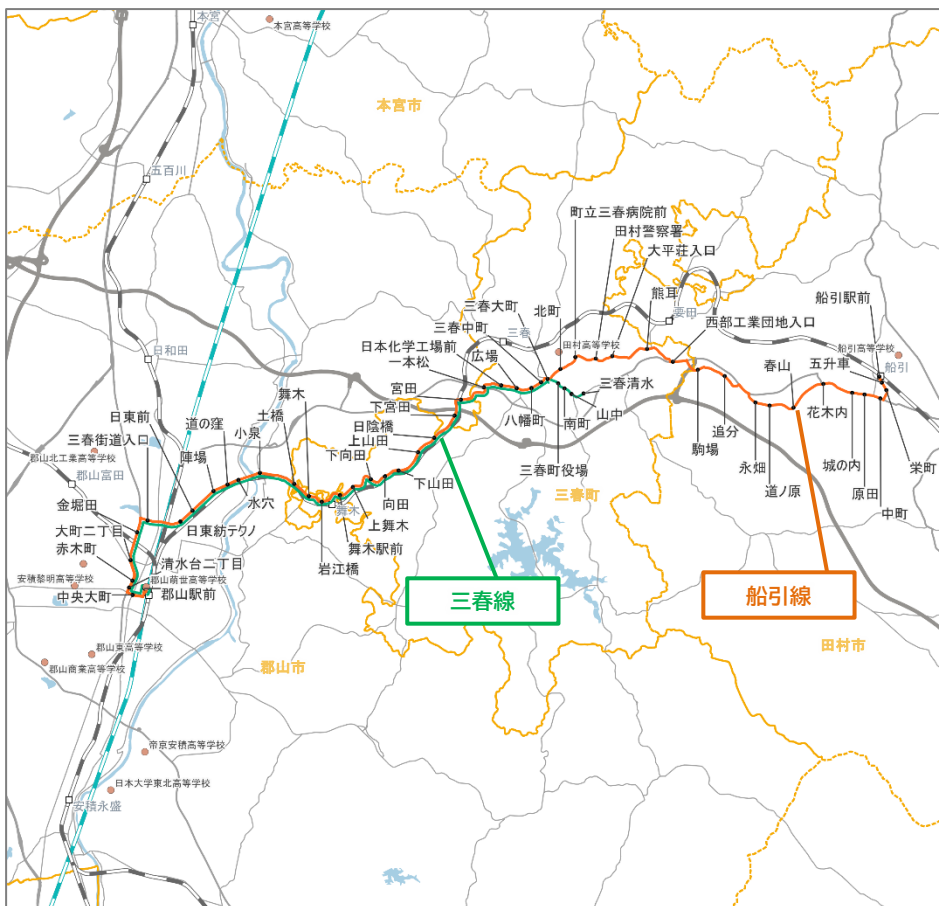 本宮
本宮高等学校
本宮市
五百川
町立三春病院前
田村警察署
大平荘入口
熊耳
船引駅前
三春大町
北町
要田
三春中町
三春
西部工業団地入口
船引高等学校
日本化学工場前
広場
田村高等学校
春山
五升車
船引
一本松
日和田
宮田
三春清水
舞木
下宮田
山中
花木内
日東前
道の窪
土橋
日陰橋
八幡町
南町
追分
三春街道入口
小泉
上山田
駒場
城の内
栄町
郡山北工業高等学校
陣場
下向田
三春町役場
永畑
原田
郡山富田
道ノ原
金堀田
水穴
下山田
三春町
中町
向田
大町二丁目
日東紡テクノ
舞木
上舞木
赤木町
舞木駅前
清水台二丁目
岩江橋
安積黎明高等学校
郡山萌世高等学校
中央大町
郡山駅前
三春線
船引線
郡山東高等学校
郡山商業高等学校
郡山市
田村市
帝京安積高等学校
日本大学東北高等学校
安積永盛